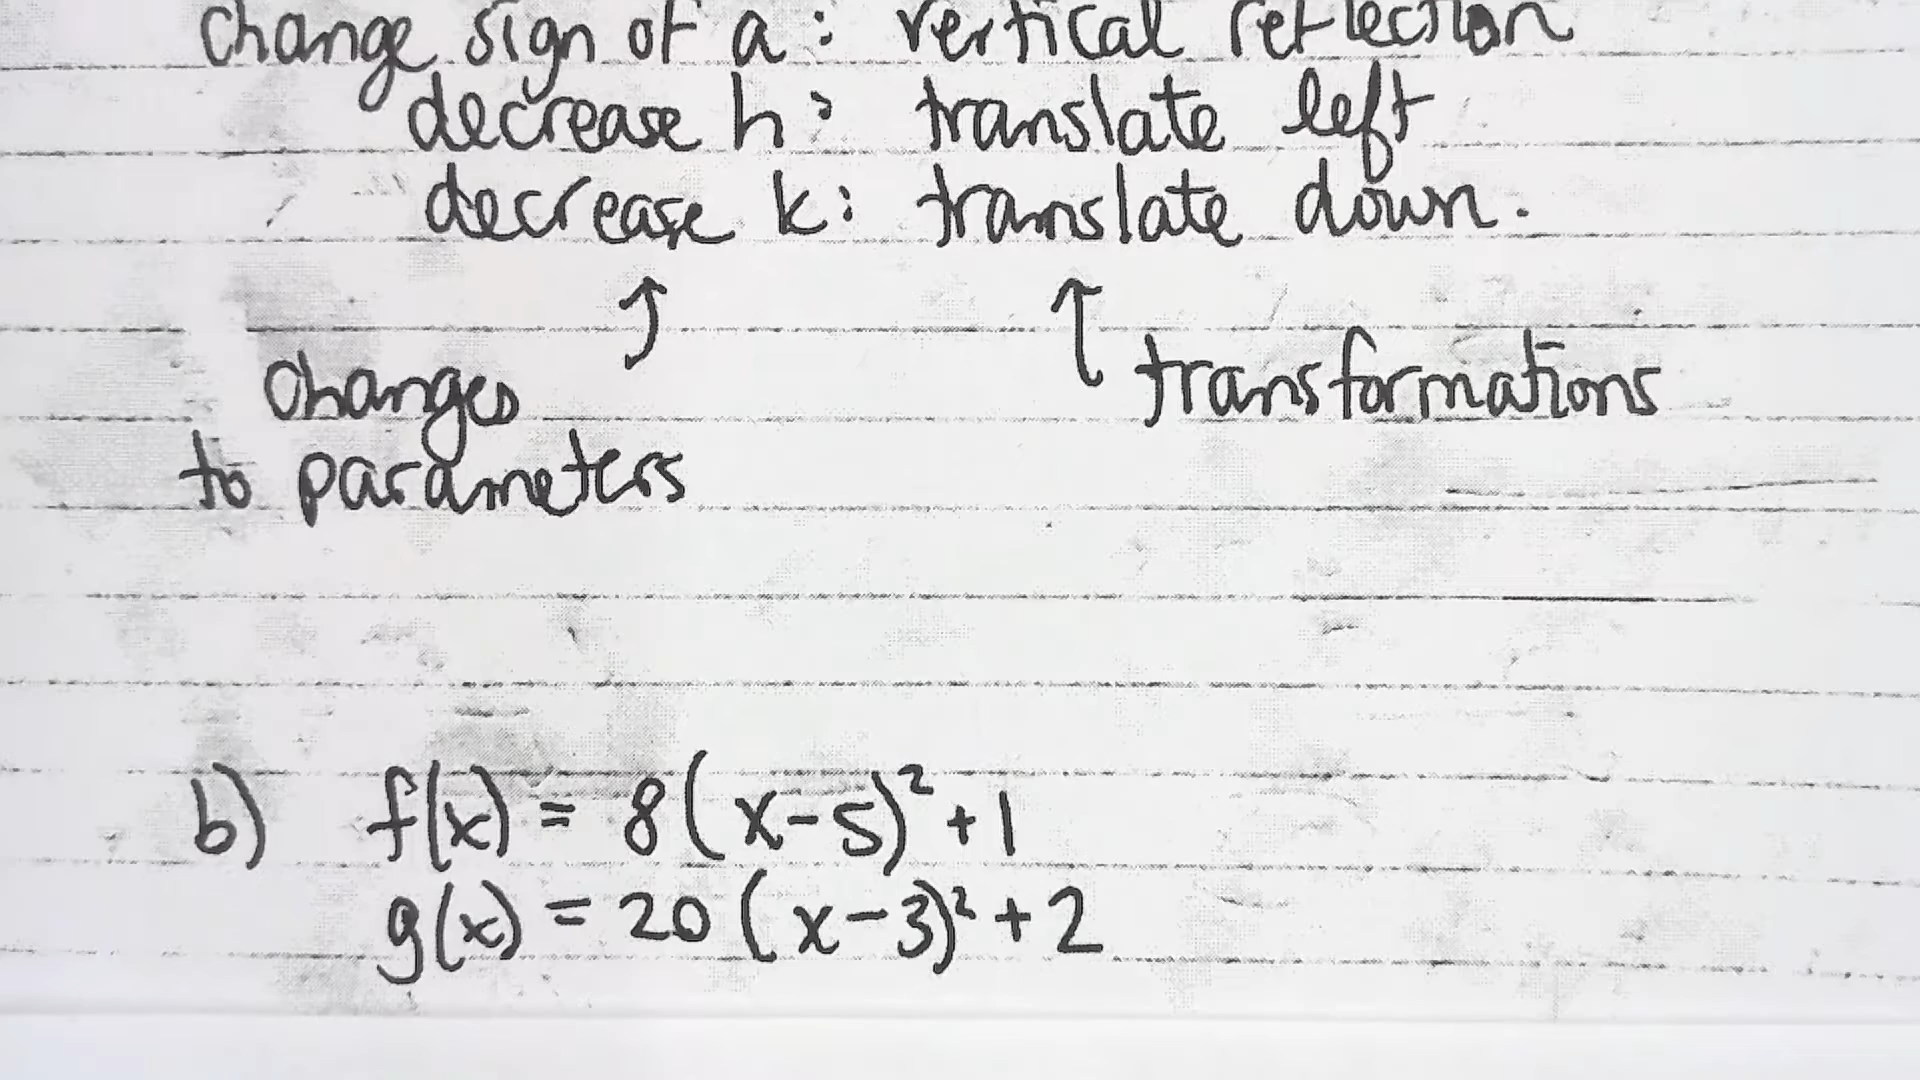 change sign of a: vertical reflection
decrease h: translate left
decrease k: translate down.
changes
to parameters
transformations
b) f(x) = 8(x-5)² + 1
g(x) = 20(x-3)² + 2